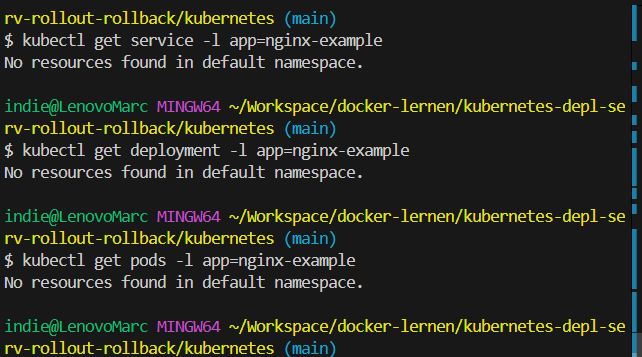 rv-rollout-rollback/kubernetes (main)
$ kubectl get service -l app=nginx-example
No resources found in default namespace.
indie@LenovoMarc MINGW64 ~/Workspace/docker-lernen/kubernetes-depl-se
rv-rollout-rollback/kubernetes (main)
$ kubectl get deployment -l app=nginx-example
No resources found in default namespace.
indie@LenovoMarc MINGW64 ~/Workspace/docker-lernen/kubernetes-depl-se
rv-rollout-rollback/kubernetes (main)
$ kubectl get pods -l app=nginx-example
No resources found in default namespace.
indie@LenovoMarc MINGW64 ~/Workspace/docker-lernen/kubernetes-depl-se
rv-rollout-rollback/kubernetes (main)